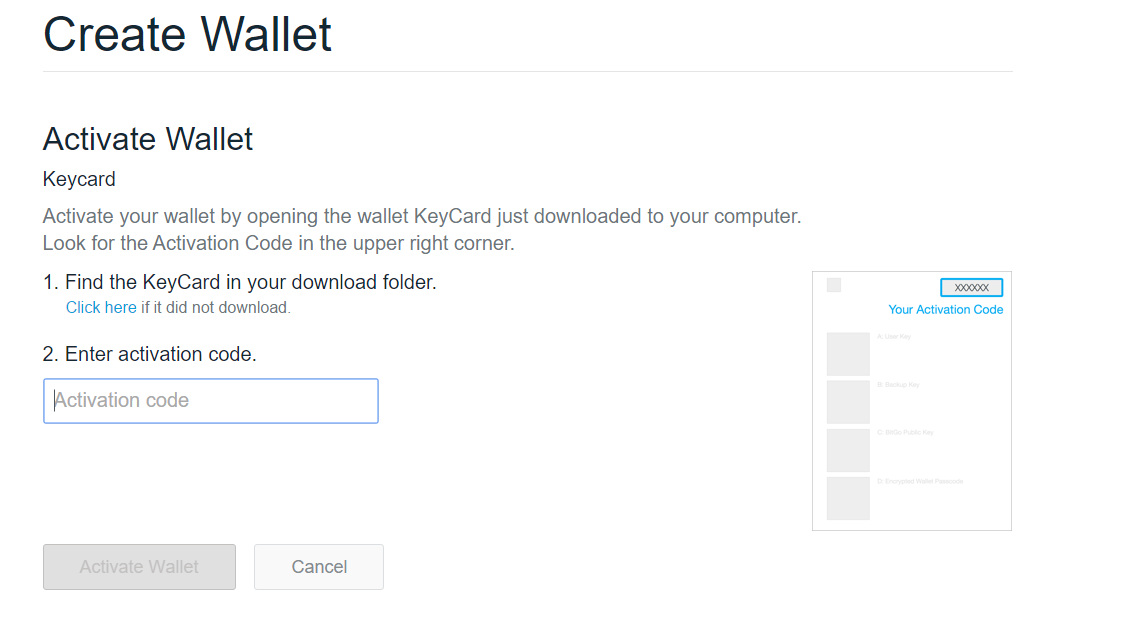 Create Wallet
Activate Wallet
Keycard
Activate your wallet by opening the wallet KeyCard just downloaded to your computer.
Look for the Activation Code in the upper right corner.
1. Find the KeyCard in your download folder.
Click here if it did not download.
2. Enter activation code.
Activation code
XXXXXX
Your Activation Code
A: User Key
B: Backup Key
C: BitGo Public Key
D: Encrypted Wallet Passcode
Activate Wallet
Cancel